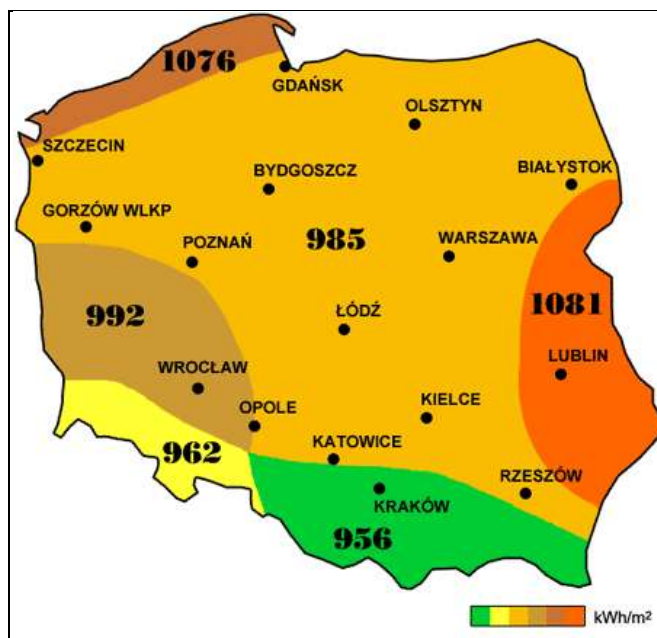 1076
GDAŃSK
OLSZTYN
SZCZECIN
BIAŁYSTOK
BYDGOSZCZ
GORZÓW WLKP
985
WARSZAWA
POZNAŃ
1081
992
ŁÓDŹ
LUBLIN
WROCŁAW
KIELCE
OPOLE
962
KATOWICE
RZESZÓW
KRAKÓW
956
kWh/m²